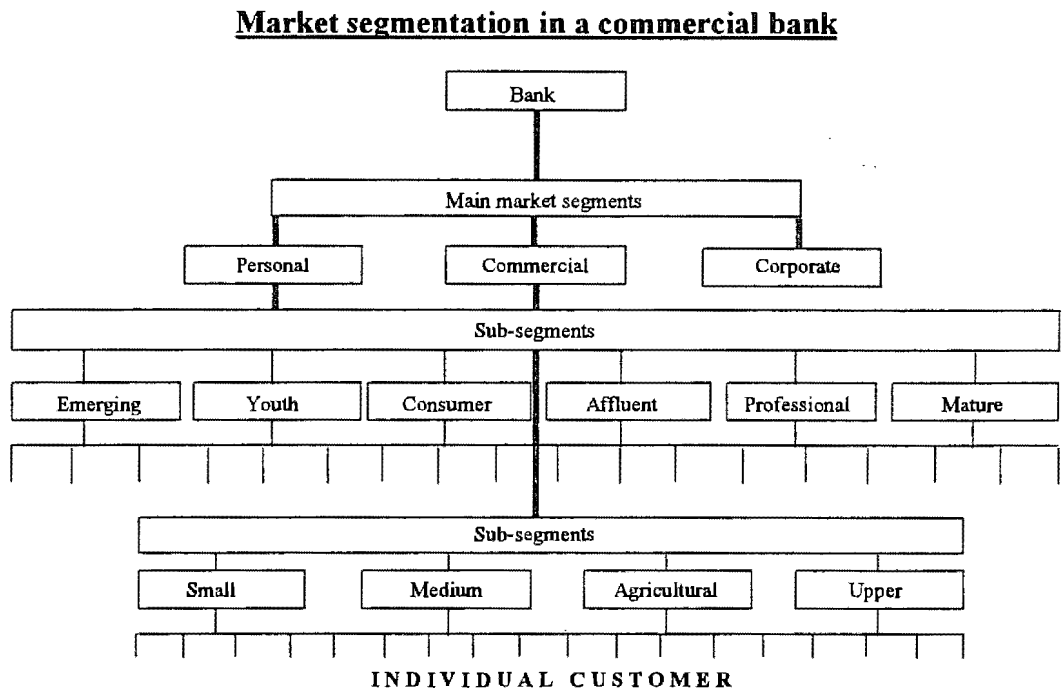 Market segmentation in a commercial bank
Bank
Main market segments
Personal
Commercial
Corporate
Sub-segments
Emerging
Youth
Consumer
Affluent
Professional
Mature
Sub-segments
Small
Medium
Agricultural
Upper
INDIVIDUAL CUSTOMER